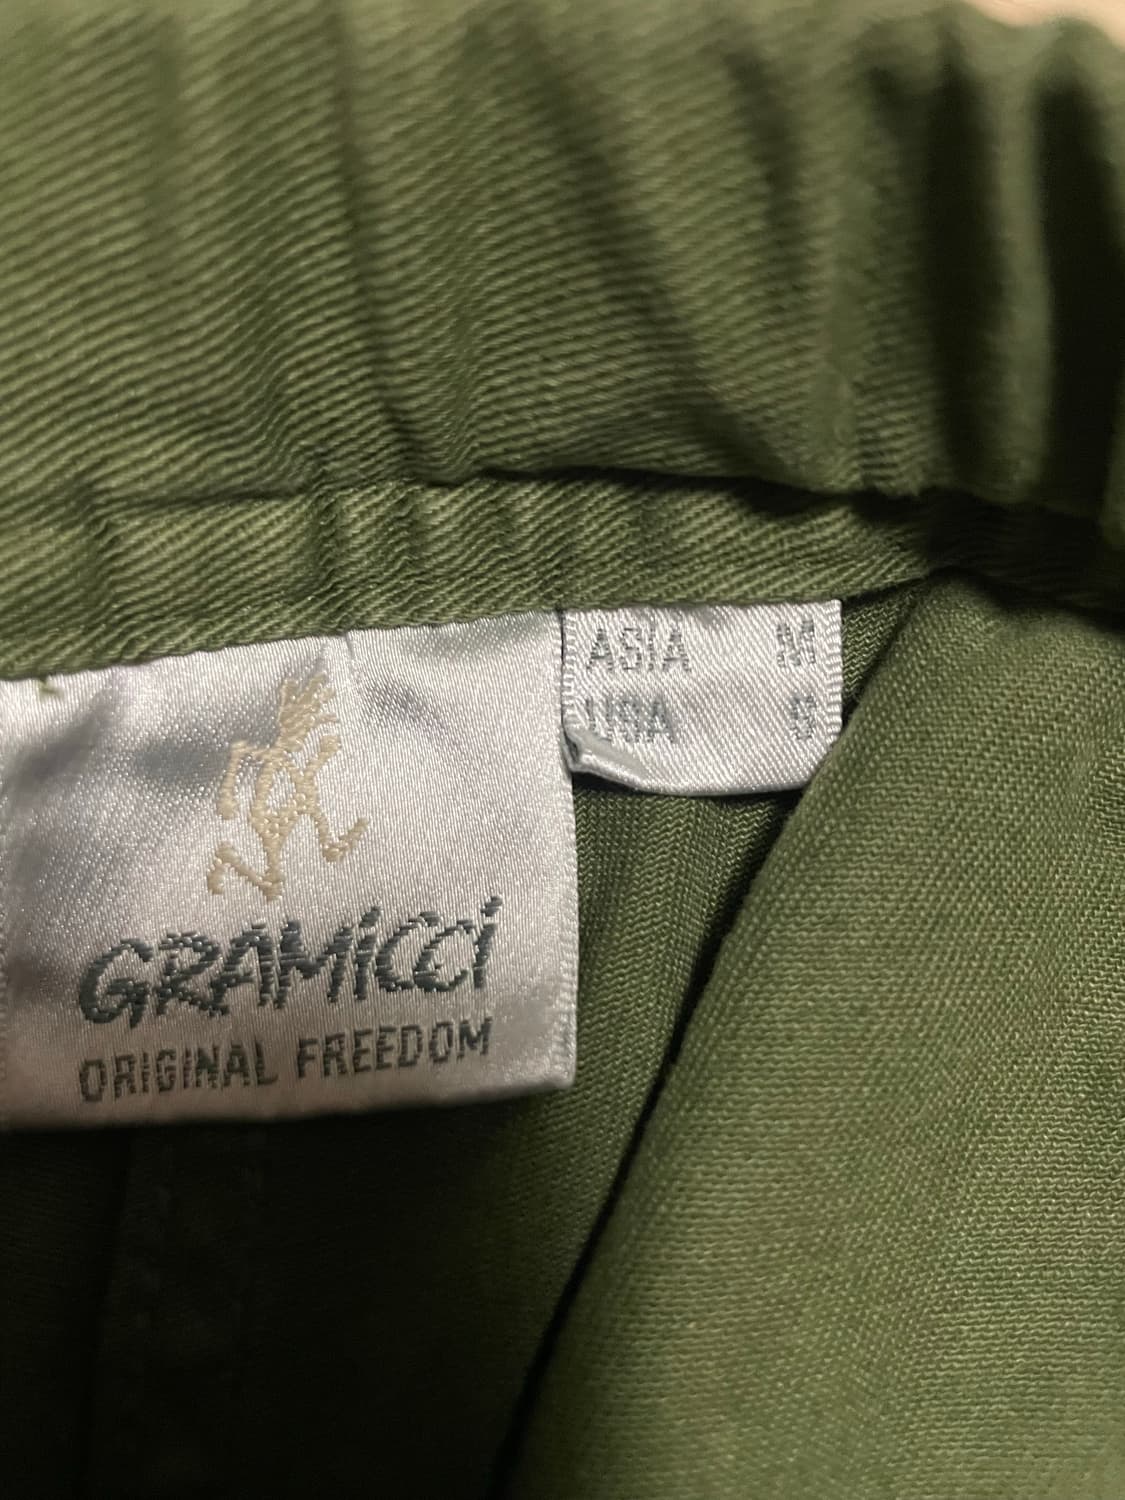 ASIA M
USA S
GRAMiCCi
ORIGINAL FREEDOM